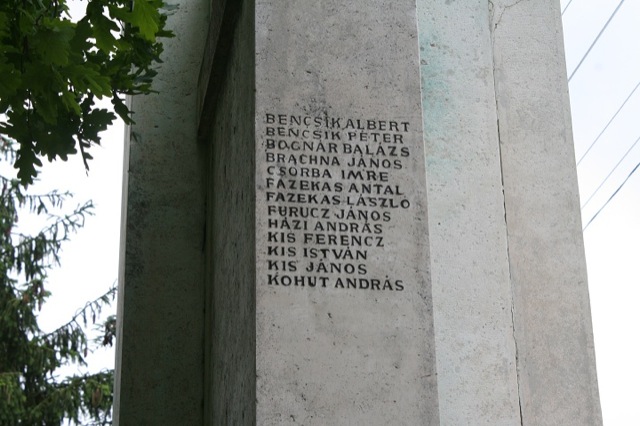 BENCSIK ALBERT
BENCSIK PÉTER
BOGNÁR BALÁZS
BRACHNA JÁNOS
CSORBA IMRE
FAZEKAS ANTAL
FAZEKAS LÁSZLO
FURUCZ JÁNOS
HÁZI ANDRÁS
KIS FERENCZ
KIS ISTVÁN
KIS JÁNOS
KOHUT ANDRÁS